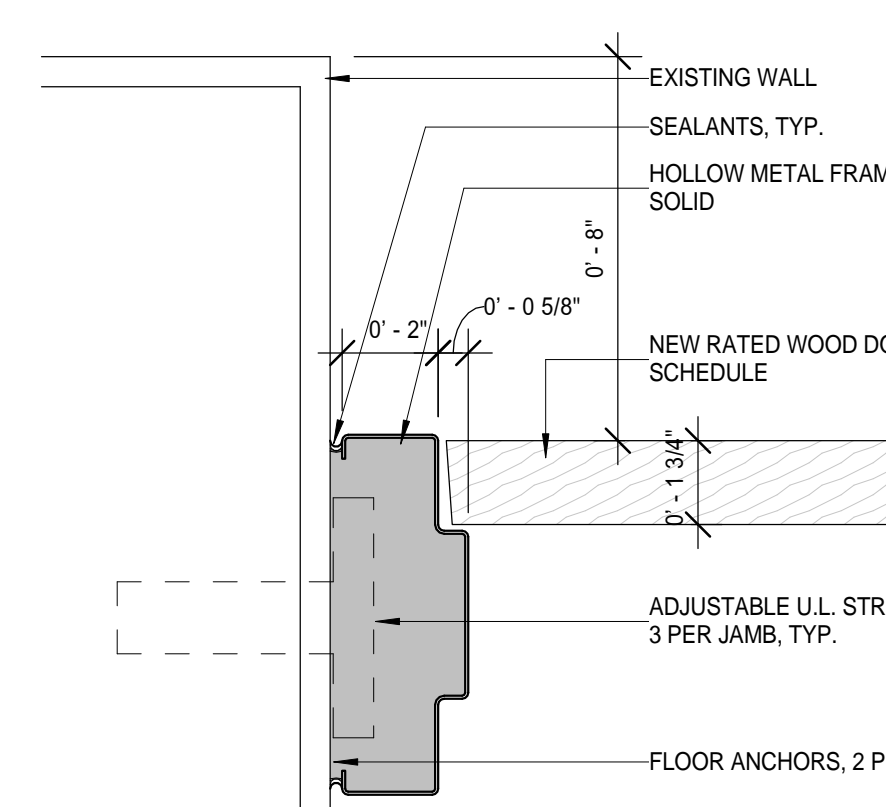 EXISTING WALL
SEALANTS, TYP.
HOLLOW METAL FRAM
SOLID
0' - 8"
0' - 0 5/8"
0' - 2"
NEW RATED WOOD DO
SCHEDULE
0' - 1 3/4"
ADJUSTABLE U.L. STR
3 PER JAMB, TYP.
FLOOR ANCHORS, 2 P